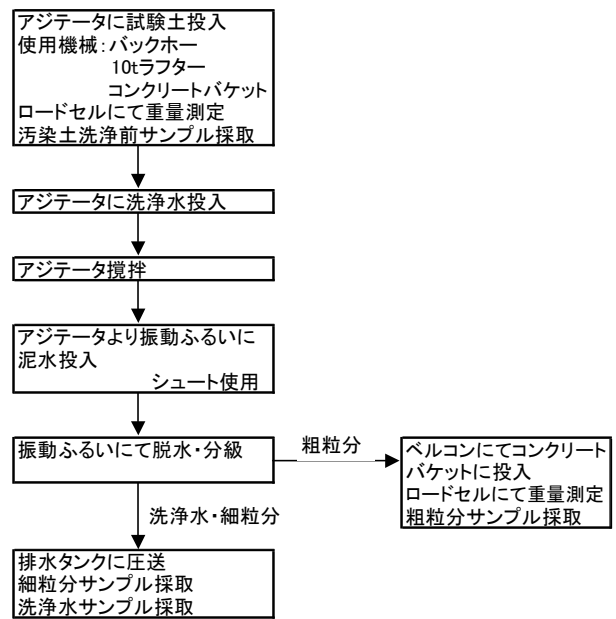 アジテータに試験土投入
使用機械：バックホー
10tラフター
コンクリートバケット
ロードセルにて重量測定
汚染土洗浄前サンプル採取
アジテータに洗浄水投入
アジテータ撹拌
アジテータより振動ふるいに
泥水投入
シュート使用
振動ふるいにて脱水・分級
粗粒分
ベルコンにてコンクリート
バケットに投入
ロードセルにて重量測定
粗粒分サンプル採取
洗浄水・細粒分
排水タンクに圧送
細粒分サンプル採取
洗浄水サンプル採取